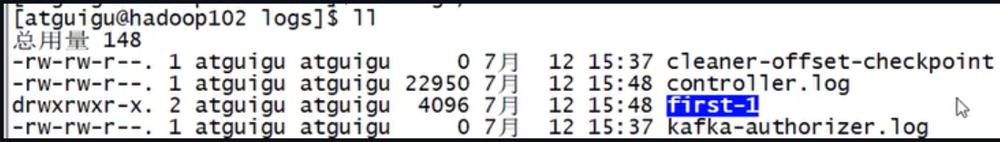 [atguigu@hadoop102 logs]$ ll
总用量 148
-rw-rw-r--. 1 atguigu atguigu     0 7月  12 15:37 cleaner-offset-checkpoint
-rw-rw-r--. 1 atguigu atguigu 22950 7月  12 15:48 controller.log
drwxrwxr-x. 2 atguigu atguigu  4096 7月  12 15:48 first-1
-rw-rw-r--. 1 atguigu atguigu     0 7月  12 15:37 kafka-authorizer.log